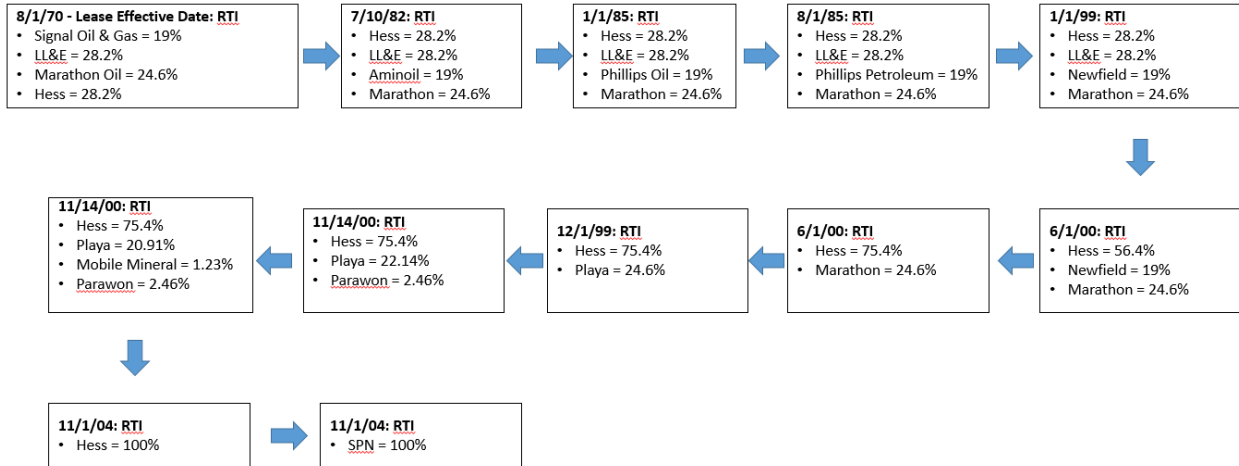 8/1/70 - Lease Effective Date: RTI
• Signal Oil & Gas = 19%
• LL&E = 28.2%
• Marathon Oil = 24.6%
• Hess = 28.2%
7/10/82: RTI
• Hess = 28.2%
• LL&E = 28.2%
• Aminoil = 19%
• Marathon = 24.6%
1/1/85: RTI
• Hess = 28.2%
• LL&E = 28.2%
• Phillips Oil = 19%
• Marathon = 24.6%
8/1/85: RTI
• Hess = 28.2%
• LL&E = 28.2%
• Phillips Petroleum = 19%
• Marathon = 24.6%
1/1/99: RTI
• Hess = 28.2%
• LL&E = 28.2%
• Newfield = 19%
• Marathon = 24.6%
6/1/00: RTI
• Hess = 56.4%
• Newfield = 19%
• Marathon = 24.6%
6/1/00: RTI
• Hess = 75.4%
• Marathon = 24.6%
12/1/99: RTI
• Hess = 75.4%
• Playa = 24.6%
11/14/00: RTI
• Hess = 75.4%
• Playa = 22.14%
• Parawon = 2.46%
11/14/00: RTI
• Hess = 75.4%
• Playa = 20.91%
• Mobile Mineral = 1.23%
• Parawon = 2.46%
11/1/04: RTI
• Hess = 100%
11/1/04: RTI
• SPN = 100%